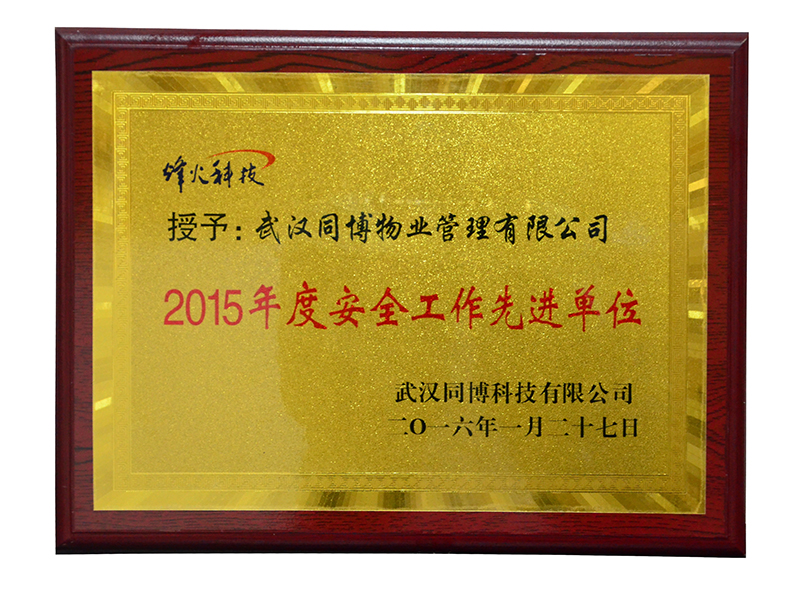 烽火科技
授予：武汉同博物业管理有限公司
2015年度安全工作先进单位
武汉同博科技有限公司
二O一六年一月二十七日